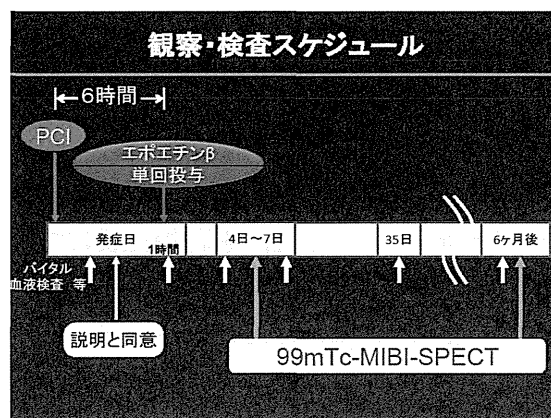 観察・検査スケジュール
6時間
PCI
エポエチンβ
単回投与
発症日
1時間
4日～7日
35日
6ヶ月後
バイタル
血液検査 等
説明と同意
99mTc-MIBI-SPECT